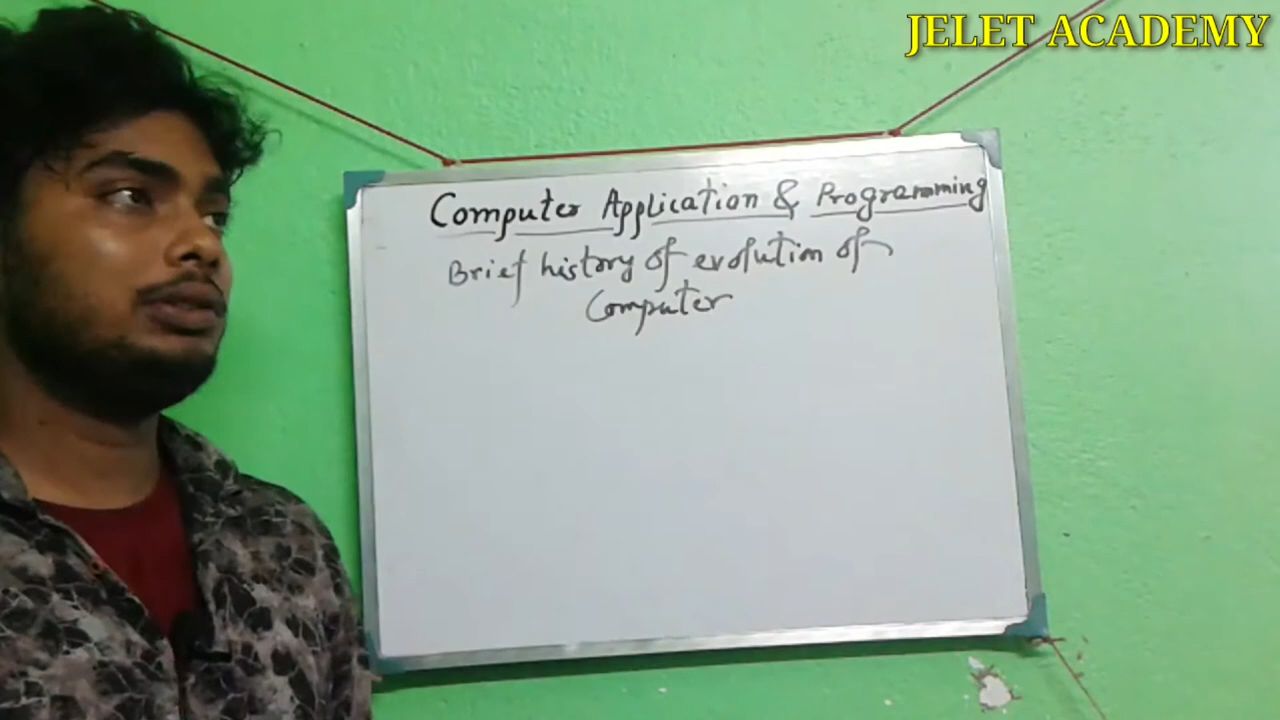 JELET ACADEMY
Computer Application & Programming
Brief history of evolution of
Computer